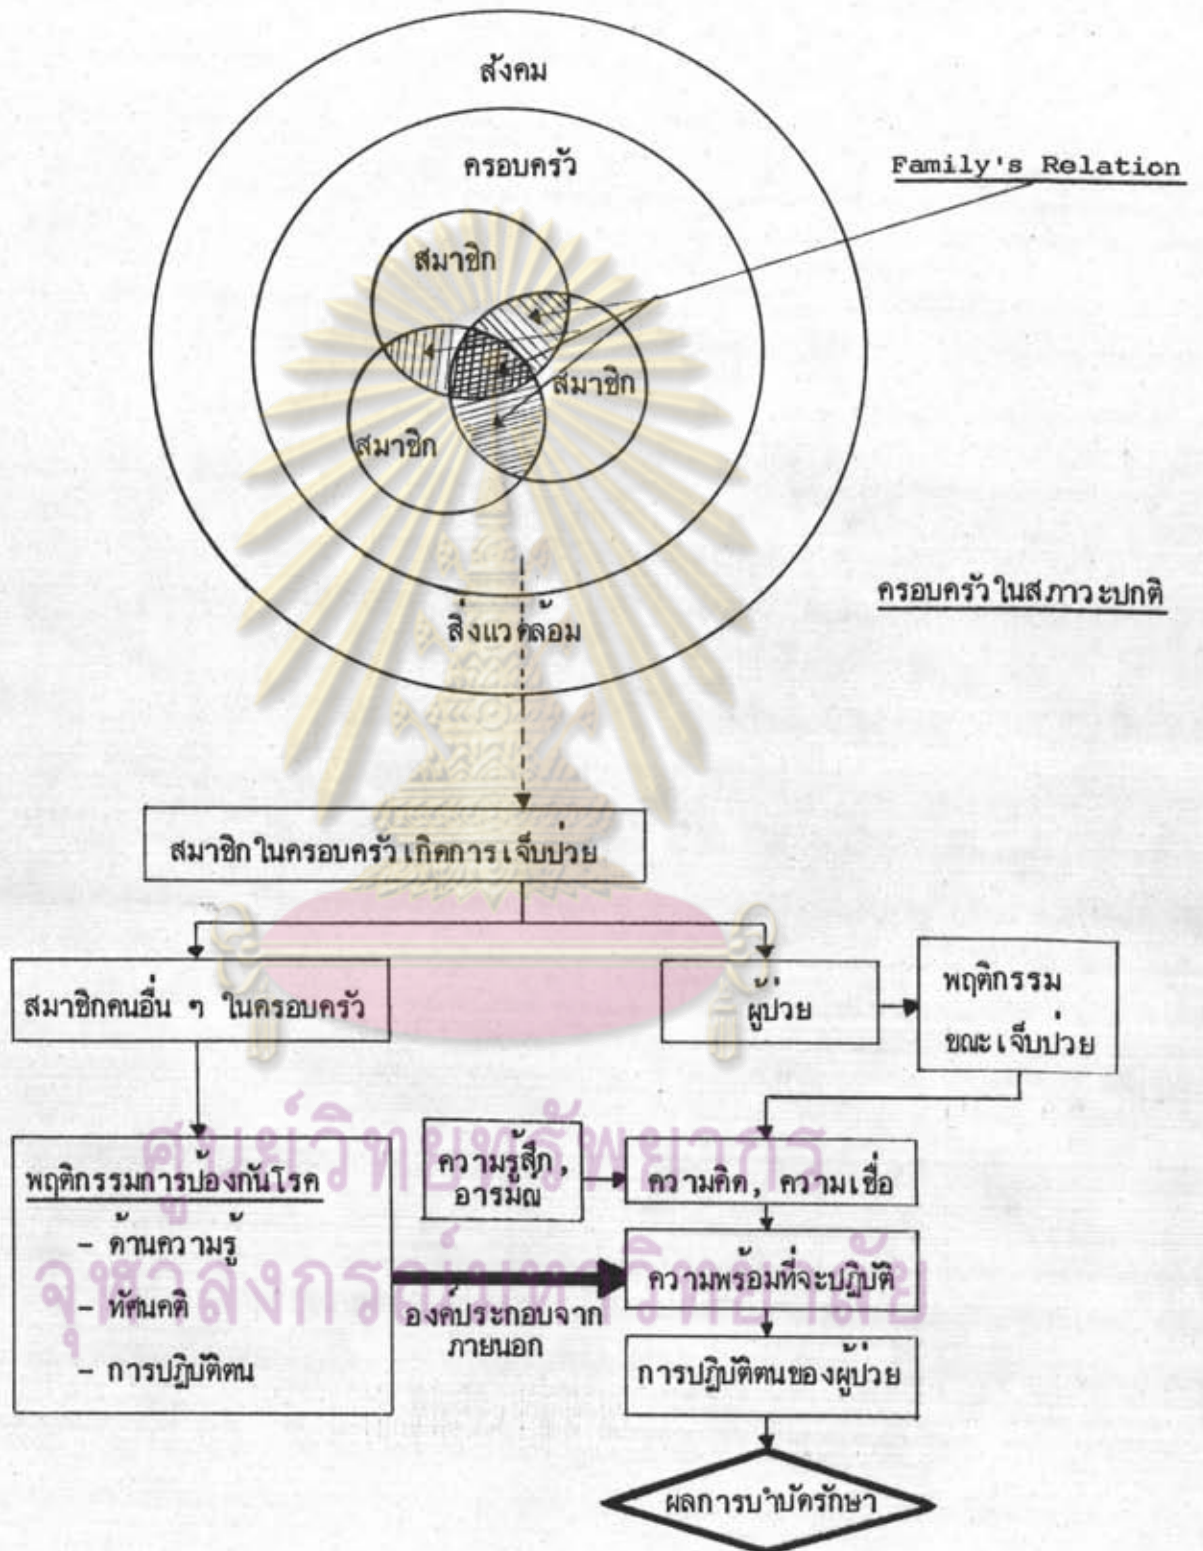 สังคม
ครอบครัว
Family's Relation
สมาชิก
สมาชิก
สมาชิก
ครอบครัวในสภาวะปกติ
สิ่งแวดล้อม
สมาชิกในครอบครัวเกิดการเจ็บป่วย
สมาชิกคนอื่น ๆ ในครอบครัว
ผู้ป่วย
พฤติกรรม
ขณะเจ็บป่วย
ศูนย์วิทยทรัพยากร
จุฬาลงกรณ์มหาวิทยาลัย
พฤติกรรมการป้องกันโรค
- ด้านความรู้
- ทัศนคติ
- การปฏิบัติตน
ความรู้สึก,
อารมณ์
ความคิด, ความเชื่อ
องค์ประกอบจาก
ภายนอก
ความพร้อมที่จะปฏิบัติ
การปฏิบัติตนของผู้ป่วย
ผลการบำบัดรักษา